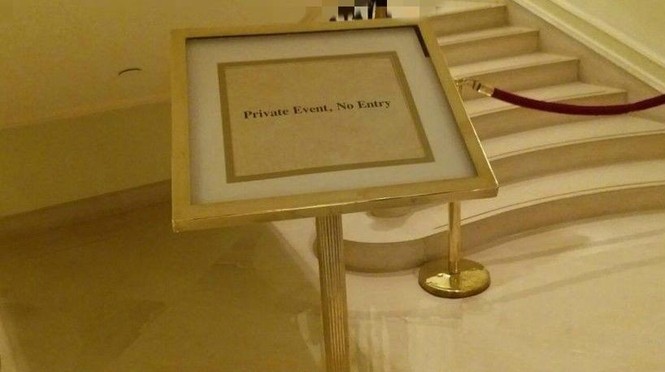 Private Event, No Entry